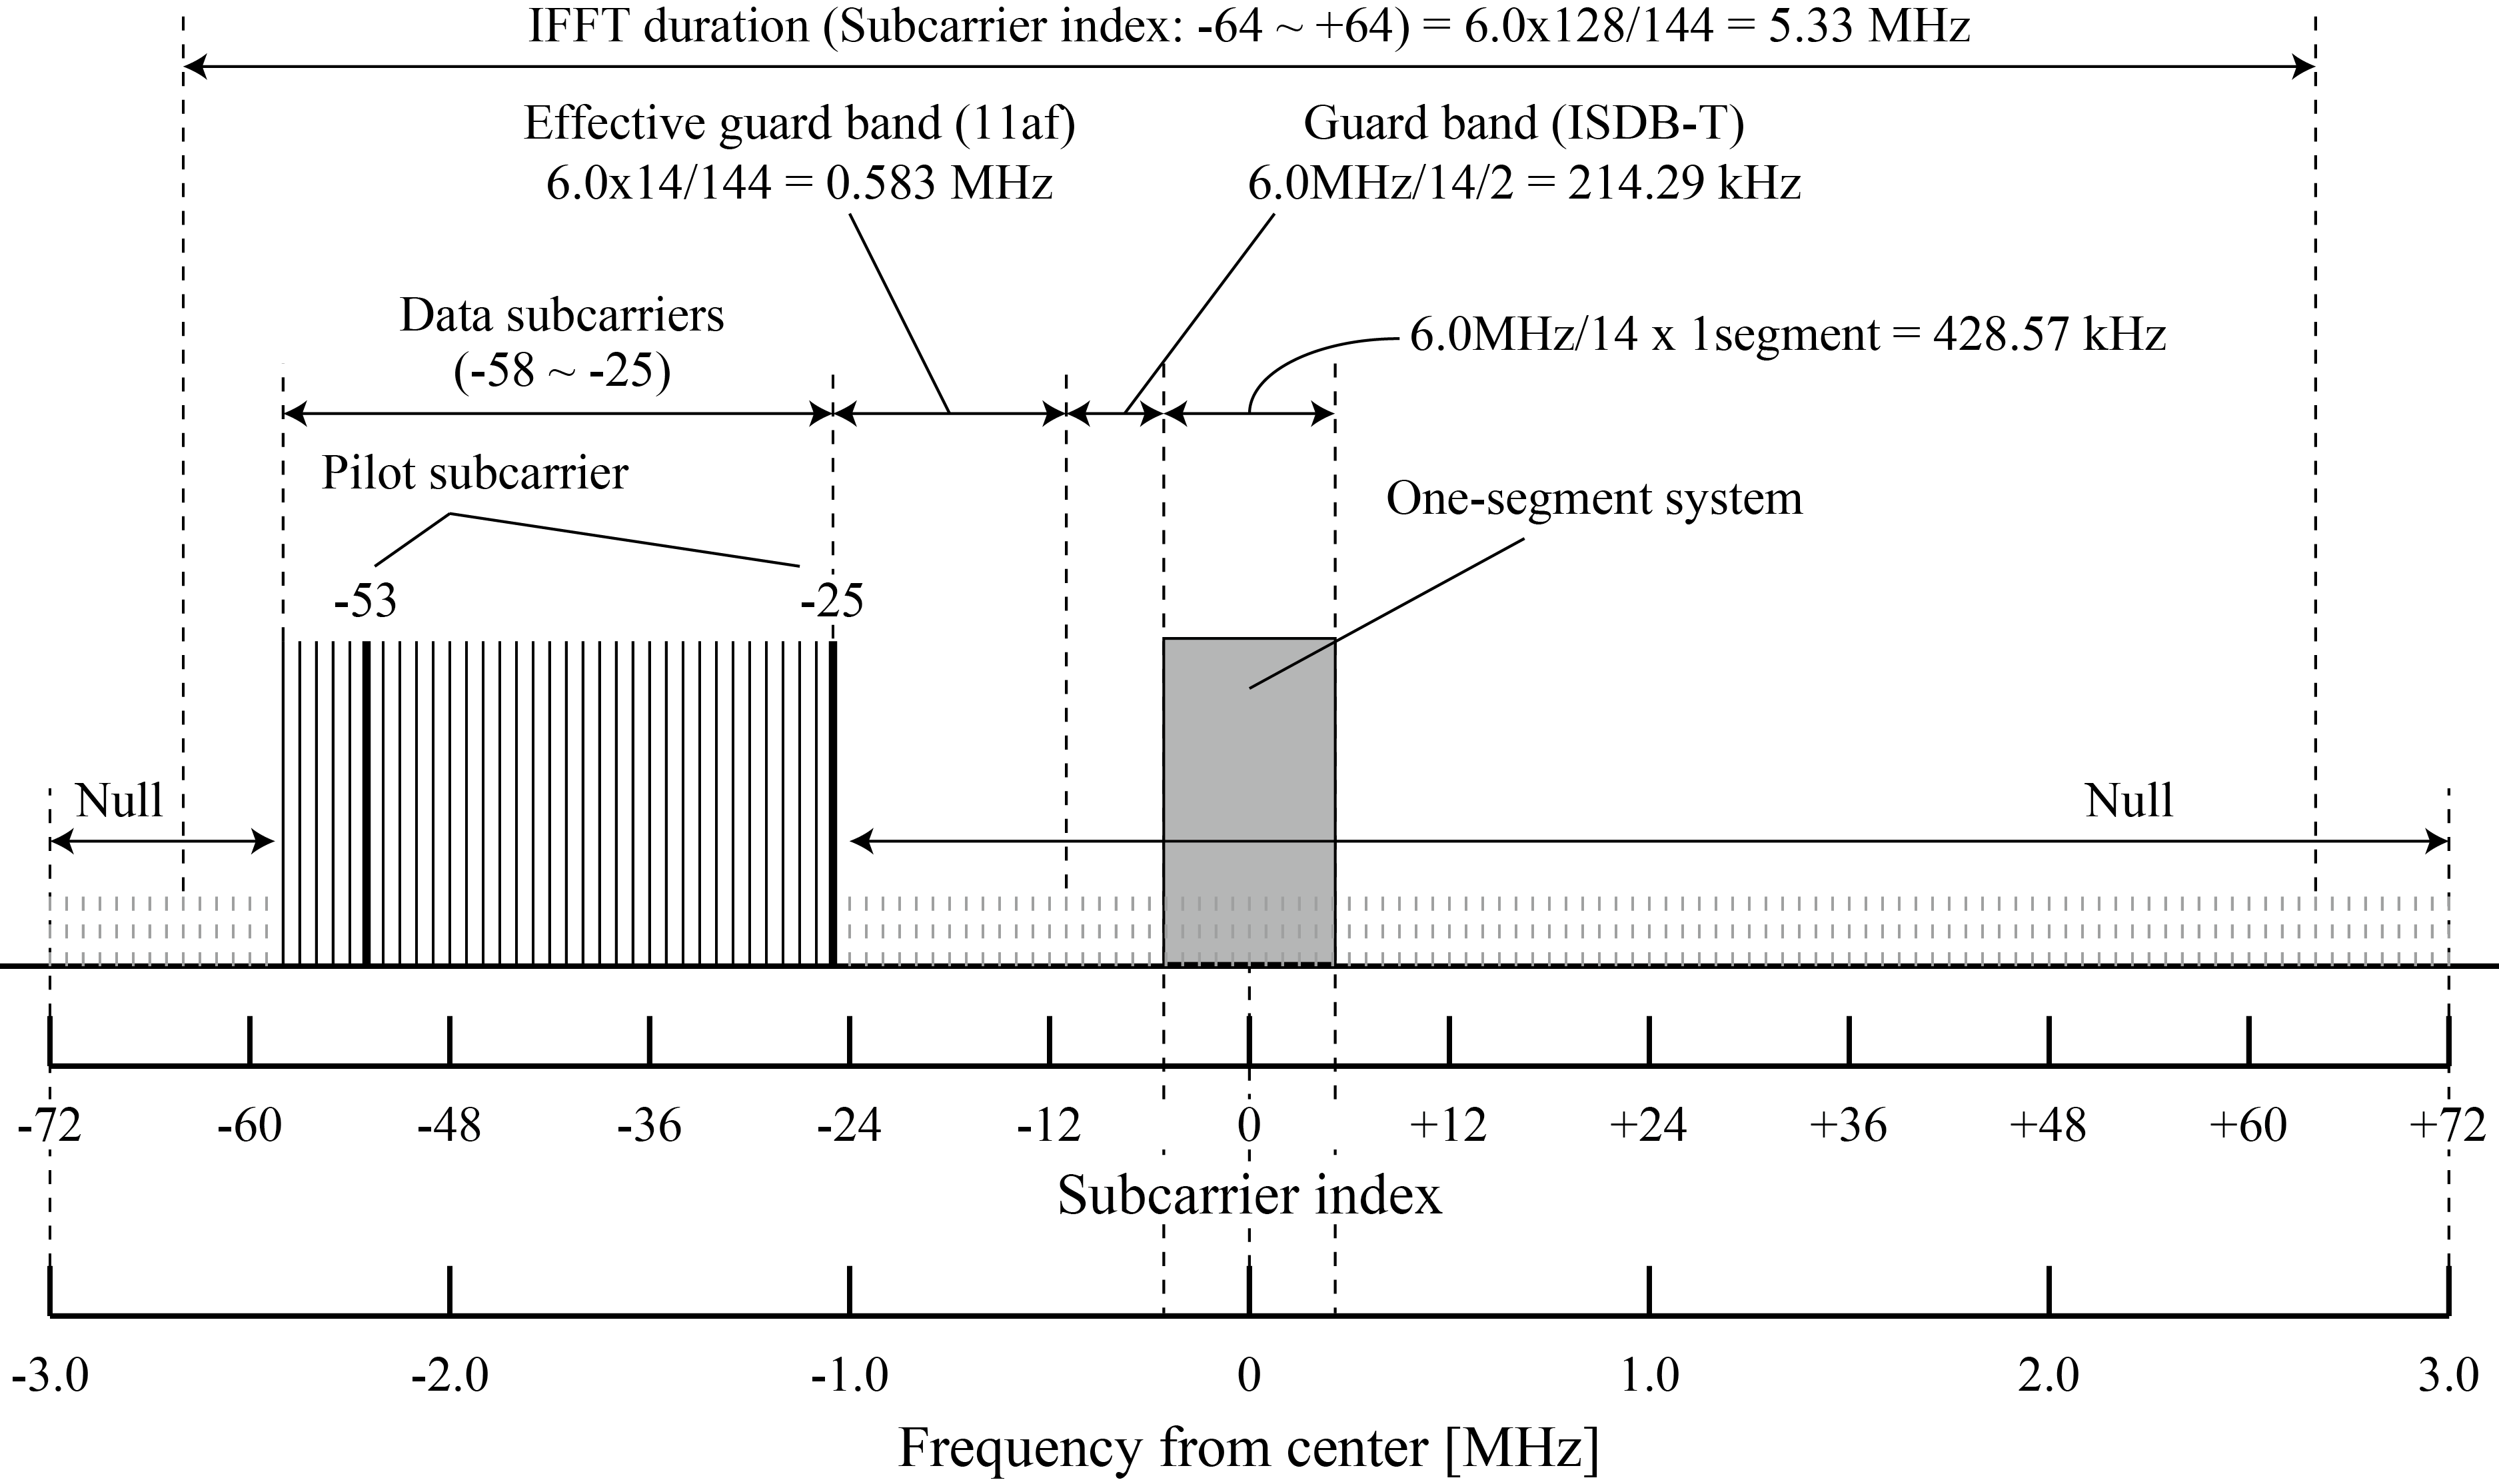 IFFT duration (Subcarrier index: -64 ~ +64) = 6.0x128/144 = 5.33 MHz
Effective guard band (11af)
6.0x14/144 = 0.583 MHz
Guard band (ISDB-T)
6.0MHz/14/2 = 214.29 kHz
Data subcarriers
(-58 ~ -25)
6.0MHz/14 x 1segment = 428.57 kHz
Pilot subcarrier
One-segment system
-53
-25
Null
Null
-72 -60 -48 -36 -24 -12 0 +12 +24 +36 +48 +60 +72
Subcarrier index
-3.0 -2.0 -1.0 0 1.0 2.0 3.0
Frequency from center [MHz]